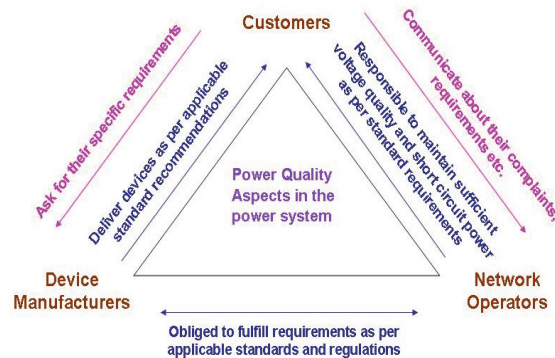 Customers
Ask for their specific requirements
Deliver devices as per applicable
standard recommendations
Communicate about their complaints,
requirements etc.
Responsible to maintain sufficient
voltage quality and short circuit power
as per standard requirements
Power Quality
Aspects in the
power system
Device
Manufacturers
Network
Operators
Obliged to fulfill requirements as per
applicable standards and regulations